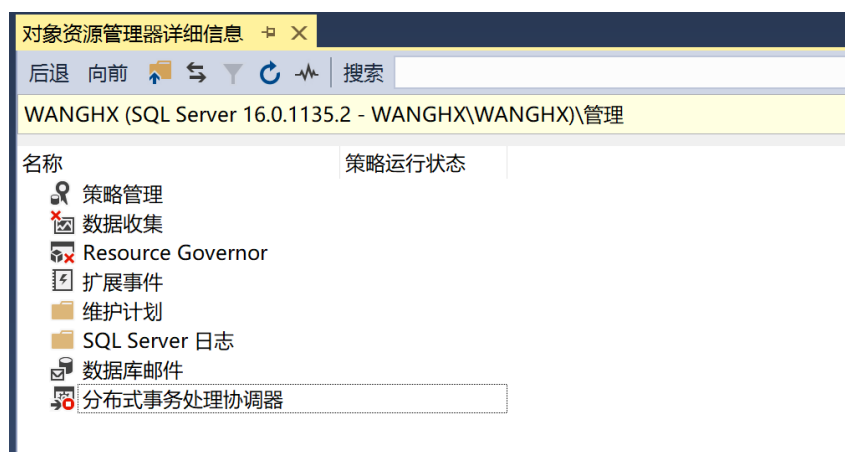 对象资源管理器详细信息
后退 向前 搜索
WANGHX (SQL Server 16.0.1135.2 - WANGHX\WANGHX)\管理
名称 策略运行状态
策略管理
数据收集
Resource Governor
扩展事件
维护计划
SQL Server 日志
数据库邮件
分布式事务处理协调器